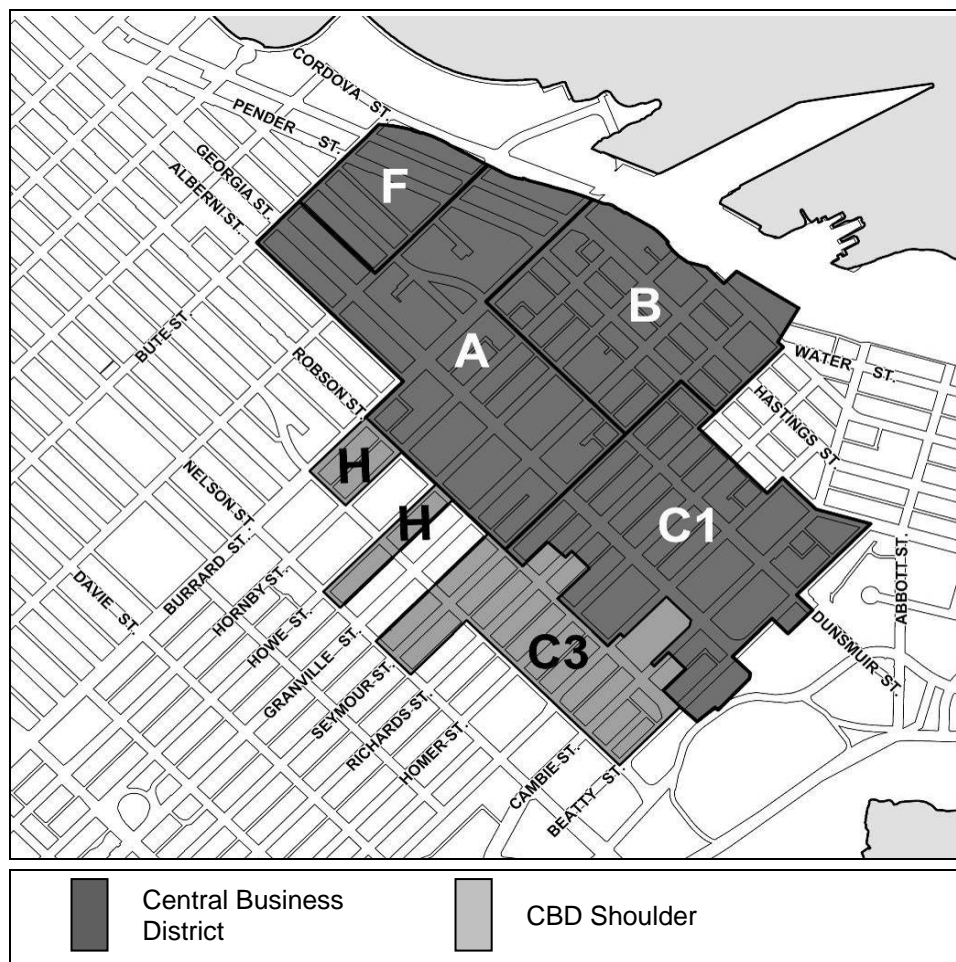 CORDOVA ST.
PENDER ST.
GEORGIA ST.
ALBERNI ST.
F
B
A
BUTE ST.
WATER ST.
ROBSON ST.
HASTINGS ST.
H
H
C1
NELSON ST.
BURRARD ST.
ABBOTT ST.
DAVIE ST.
HORNBY ST.
HOWE ST.
DUNSMUIR ST.
C3
GRANVILLE ST.
SEYMOUR ST.
RICHARDS ST.
HOMER ST.
CAMBIE ST.
BEATTY ST.
Central Business
District
CBD Shoulder